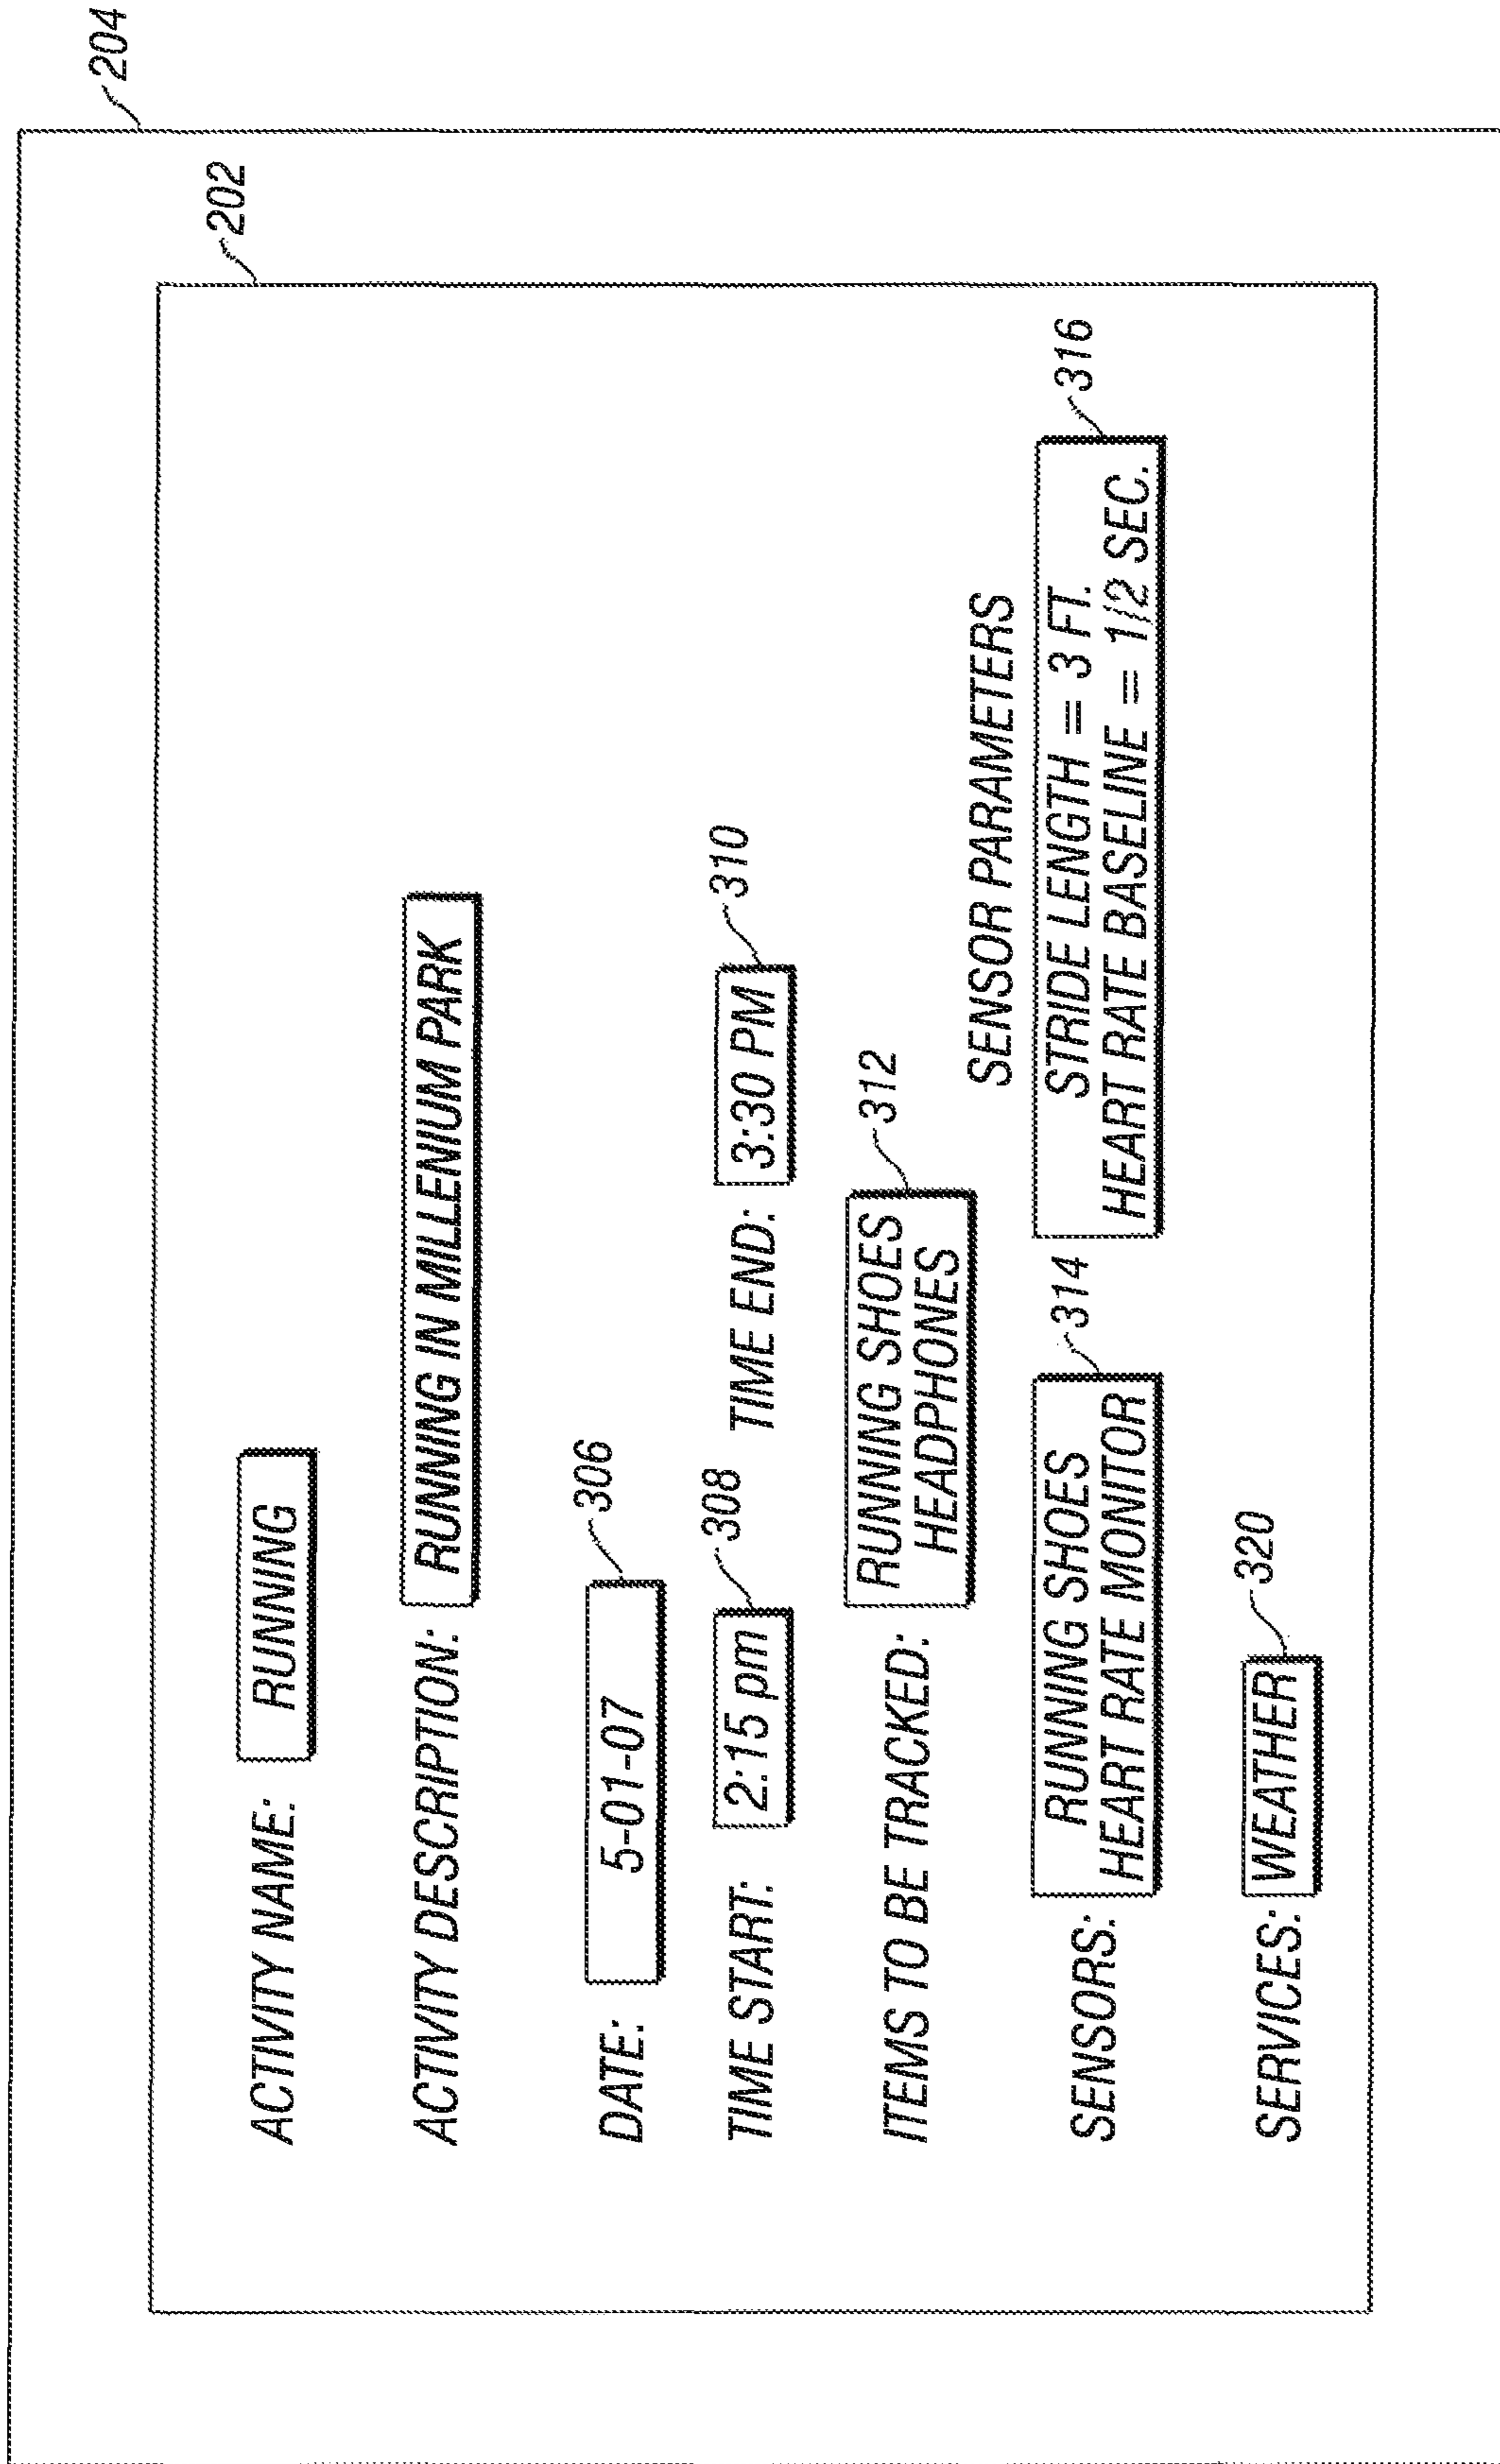 204
202
ACTIVITY NAME: RUNNING
ACTIVITY DESCRIPTION: RUNNING IN MILLENIUM PARK
DATE: 5-01-07 306
TIME START: 2:15 pm 308 TIME END: 3:30 PM 310
ITEMS TO BE TRACKED: RUNNING SHOES 312
HEADPHONES
SENSOR PARAMETERS
SENSORS: RUNNING SHOES 314 STRIDE LENGTH = 3 FT. 316
HEART RATE MONITOR HEART RATE BASELINE = 1/2 SEC.
SERVICES: WEATHER 320